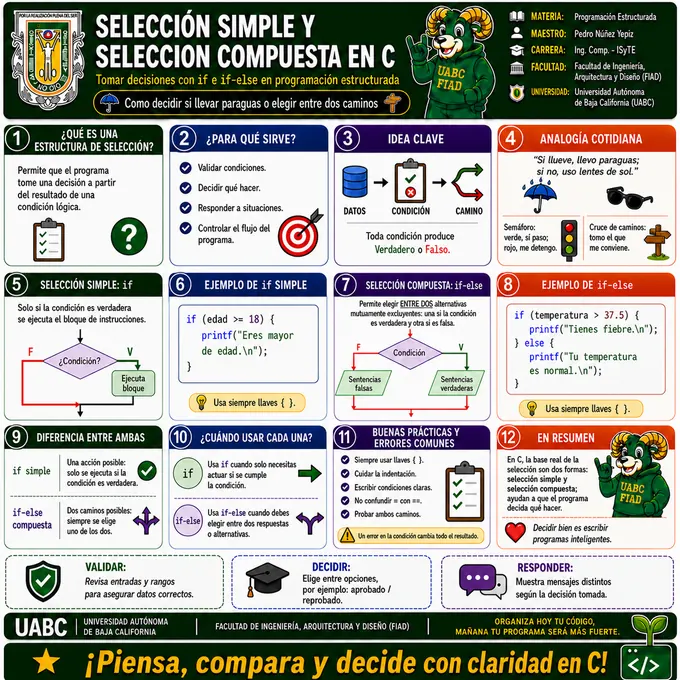 POR LA REALIZACIÓN PLENA DEL SER
SELECCIÓN SIMPLE Y
SELECCION COMPUESTA EN C
Tomar decisiones con if e if-else en programación estructurada
Como decidir si llevar paraguas o elegir entre dos caminos
UABC
FIAD
MATERIA: Programación Estructurada
MAESTRO: Pedro Núñez Yepiz
CARRERA: Ing. Comp. - ISyTE
FACULTAD: Facultad de Ingeniería,
Arquitectura y Diseño (FIAD)
UNIVERSIDAD: Universidad Autónoma
de Baja California (UABC)
1 ¿QUÉ ES UNA
ESTRUCTURA DE SELECCIÓN?
Permite que el programa
tome una decisión a partir
del resultado de una
condición lógica.
?
2 ¿PARA QUÉ SIRVE?
Validar condiciones.
Decidir qué hacer.
Responder a situaciones.
Controlar el flujo del
programa.
3 IDEA CLAVE
DATOS
CONDICIÓN
CAMINO
Toda condición produce
Verdadero o Falso.
4 ANALOGÍA COTIDIANA
"Si llueve, llevo paraguas;
si no, uso lentes de sol."
Semáforo:
verde, si paso;
rojo, me detengo.
Cruce de caminos:
tomo el que
me conviene.
5 SELECCIÓN SIMPLE: if
Solo si la condición es verdadera
se ejecuta el bloque de instrucciones.
F
¿Condición?
V
Ejecuta
bloque
6 EJEMPLO DE if SIMPLE
if (edad >= 18) {
printf("Eres mayor
de edad.\n");
}
Usa siempre llaves { }.
7 SELECCIÓN COMPUESTA: if-else
Permite elegir ENTRE DOS alternativas
mutuamente excluyentes: una si la condición
es verdadera y otra si es falsa.
F
Condición
V
Sentencias
falsas
Sentencias
verdaderas
8 EJEMPLO DE if-else
if (temperatura > 37.5) {
printf("Tienes fiebre.\n");
} else {
printf("Tu temperatura
es normal.\n");
}
Usa siempre llaves { }.
9 DIFERENCIA ENTRE AMBAS
if simple
Una acción posible:
solo se ejecuta si la
condición es verdadera.
if-else
compuesta
Dos caminos posibles:
siempre se elige
uno de los dos.
10 ¿CUÁNDO USAR CADA UNA?
if
Usa if cuando solo necesitas
actuar si se cumple
la condición.
if-else
Usa if-else cuando debes
elegir entre dos respuestas
o alternativas.
11 BUENAS PRÁCTICAS Y
ERRORES COMUNES
Siempre usar llaves { }.
Cuidar la indentación.
Escribir condiciones claras.
No confundir = con ==.
Probar ambos caminos.
Un error en la condición cambia todo el resultado.
12 EN RESUMEN
En C, la base real de la
selección son dos formas:
selección simple y
selección compuesta;
ayudan a que el programa
decida qué hacer.
UABC
FIAD
Decidir bien es escribir
programas inteligentes.
VALIDAR:
Revisa entradas y rangos
para asegurar datos correctos.
DECIDIR:
Elige entre opciones,
por ejemplo: aprobado /
reprobado.
RESPONDER:
Muestra mensajes distintos
según la decisión tomada.
UABC
UNIVERSIDAD AUTÓNOMA
DE BAJA CALIFORNIA
FACULTAD DE INGENIERÍA, ARQUITECTURA Y DISEÑO (FIAD)
ORGANIZA HOY TU CÓDIGO,
MAÑANA TU PROGRAMA SERÁ MÁS FUERTE.
</>
¡Piensa, compara y decide con claridad en C!